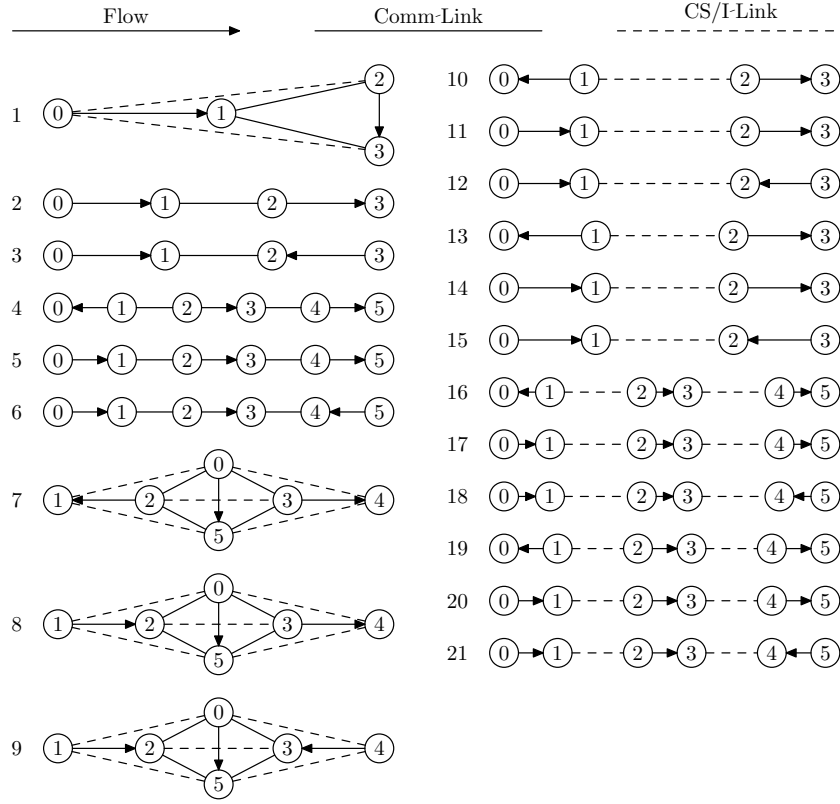 Flow Comm-Link CS/I-Link
1 0 1 2 3
2 0 1 2 3
3 0 1 2 3
4 0 1 2 3 4 5
5 0 1 2 3 4 5
6 0 1 2 3 4 5
7 0 1 2 3 4 5
8 0 1 2 3 4 5
9 0 1 2 3 4 5
10 0 1 2 3
11 0 1 2 3
12 0 1 2 3
13 0 1 2 3
14 0 1 2 3
15 0 1 2 3
16 0 1 2 3 4 5
17 0 1 2 3 4 5
18 0 1 2 3 4 5
19 0 1 2 3 4 5
20 0 1 2 3 4 5
21 0 1 2 3 4 5